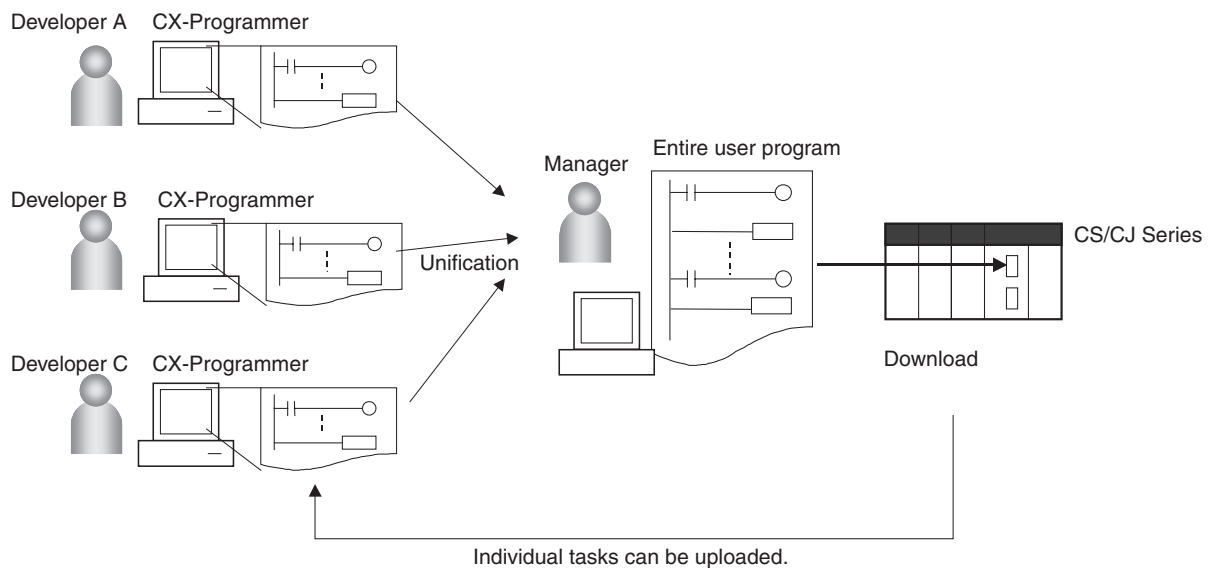 Developer A
CX-Programmer
Developer B
CX-Programmer
Developer C
CX-Programmer
Unification
Manager
Entire user program
CS/CJ Series
Download
Individual tasks can be uploaded.